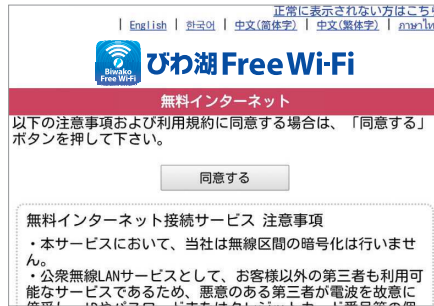 正常に表示されない方はこちら
| English | 한국어 | 中文(简体字) | 中文(繁体字) | ภาษาไท
Biwako
Free Wi-Fi
びわ湖 Free Wi-Fi
無料インターネット
以下の注意事項および利用規約に同意する場合は、「同意する」
ボタンを押して下さい。
同意する
無料インターネット接続サービス 注意事項
・本サービスにおいて、当社は無線区間の暗号化は行いませ
ん。
・公衆無線LANサービスとして、お客様以外の第三者も利用可
能なサービスであるため、悪意のある第三者が電波を故意に